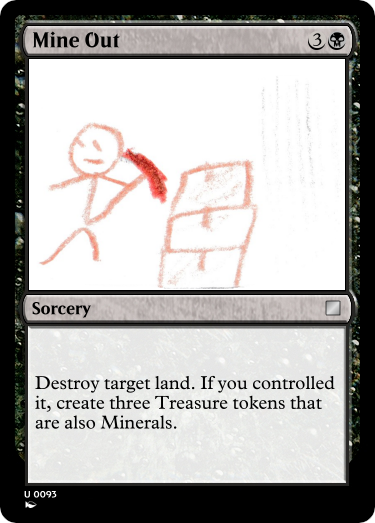 Mine Out 3
Sorcery
Destroy target land. If you controlled
it, create three Treasure tokens that
are also Minerals.
U 0093